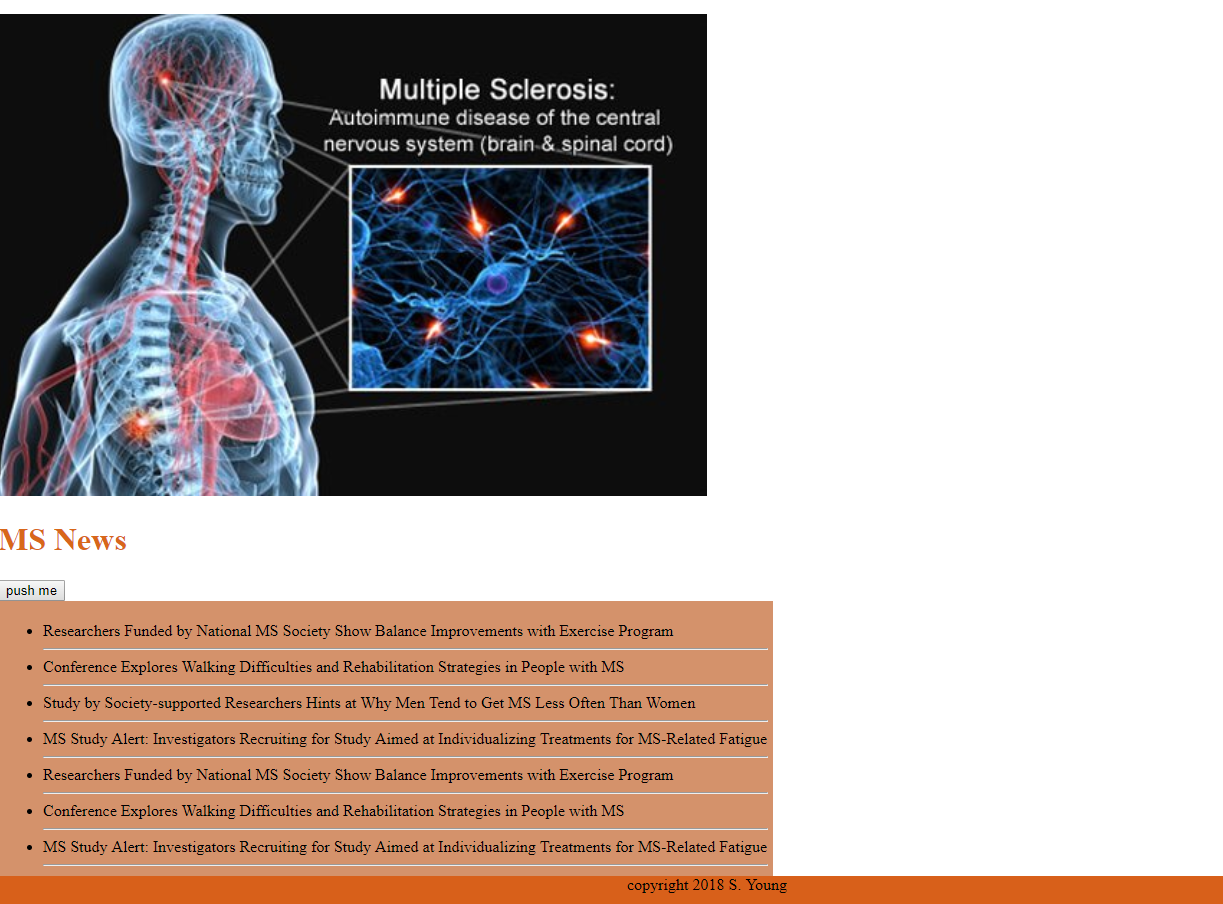 Multiple Sclerosis:
Autoimmune disease of the central
nervous system (brain & spinal cord)
MS News
push me
Researchers Funded by National MS Society Show Balance Improvements with Exercise Program
Conference Explores Walking Difficulties and Rehabilitation Strategies in People with MS
Study by Society-supported Researchers Hints at Why Men Tend to Get MS Less Often Than Women
MS Study Alert: Investigators Recruiting for Study Aimed at Individualizing Treatments for MS-Related Fatigue
Researchers Funded by National MS Society Show Balance Improvements with Exercise Program
Conference Explores Walking Difficulties and Rehabilitation Strategies in People with MS
MS Study Alert: Investigators Recruiting for Study Aimed at Individualizing Treatments for MS-Related Fatigue
copyright 2018 S. Young